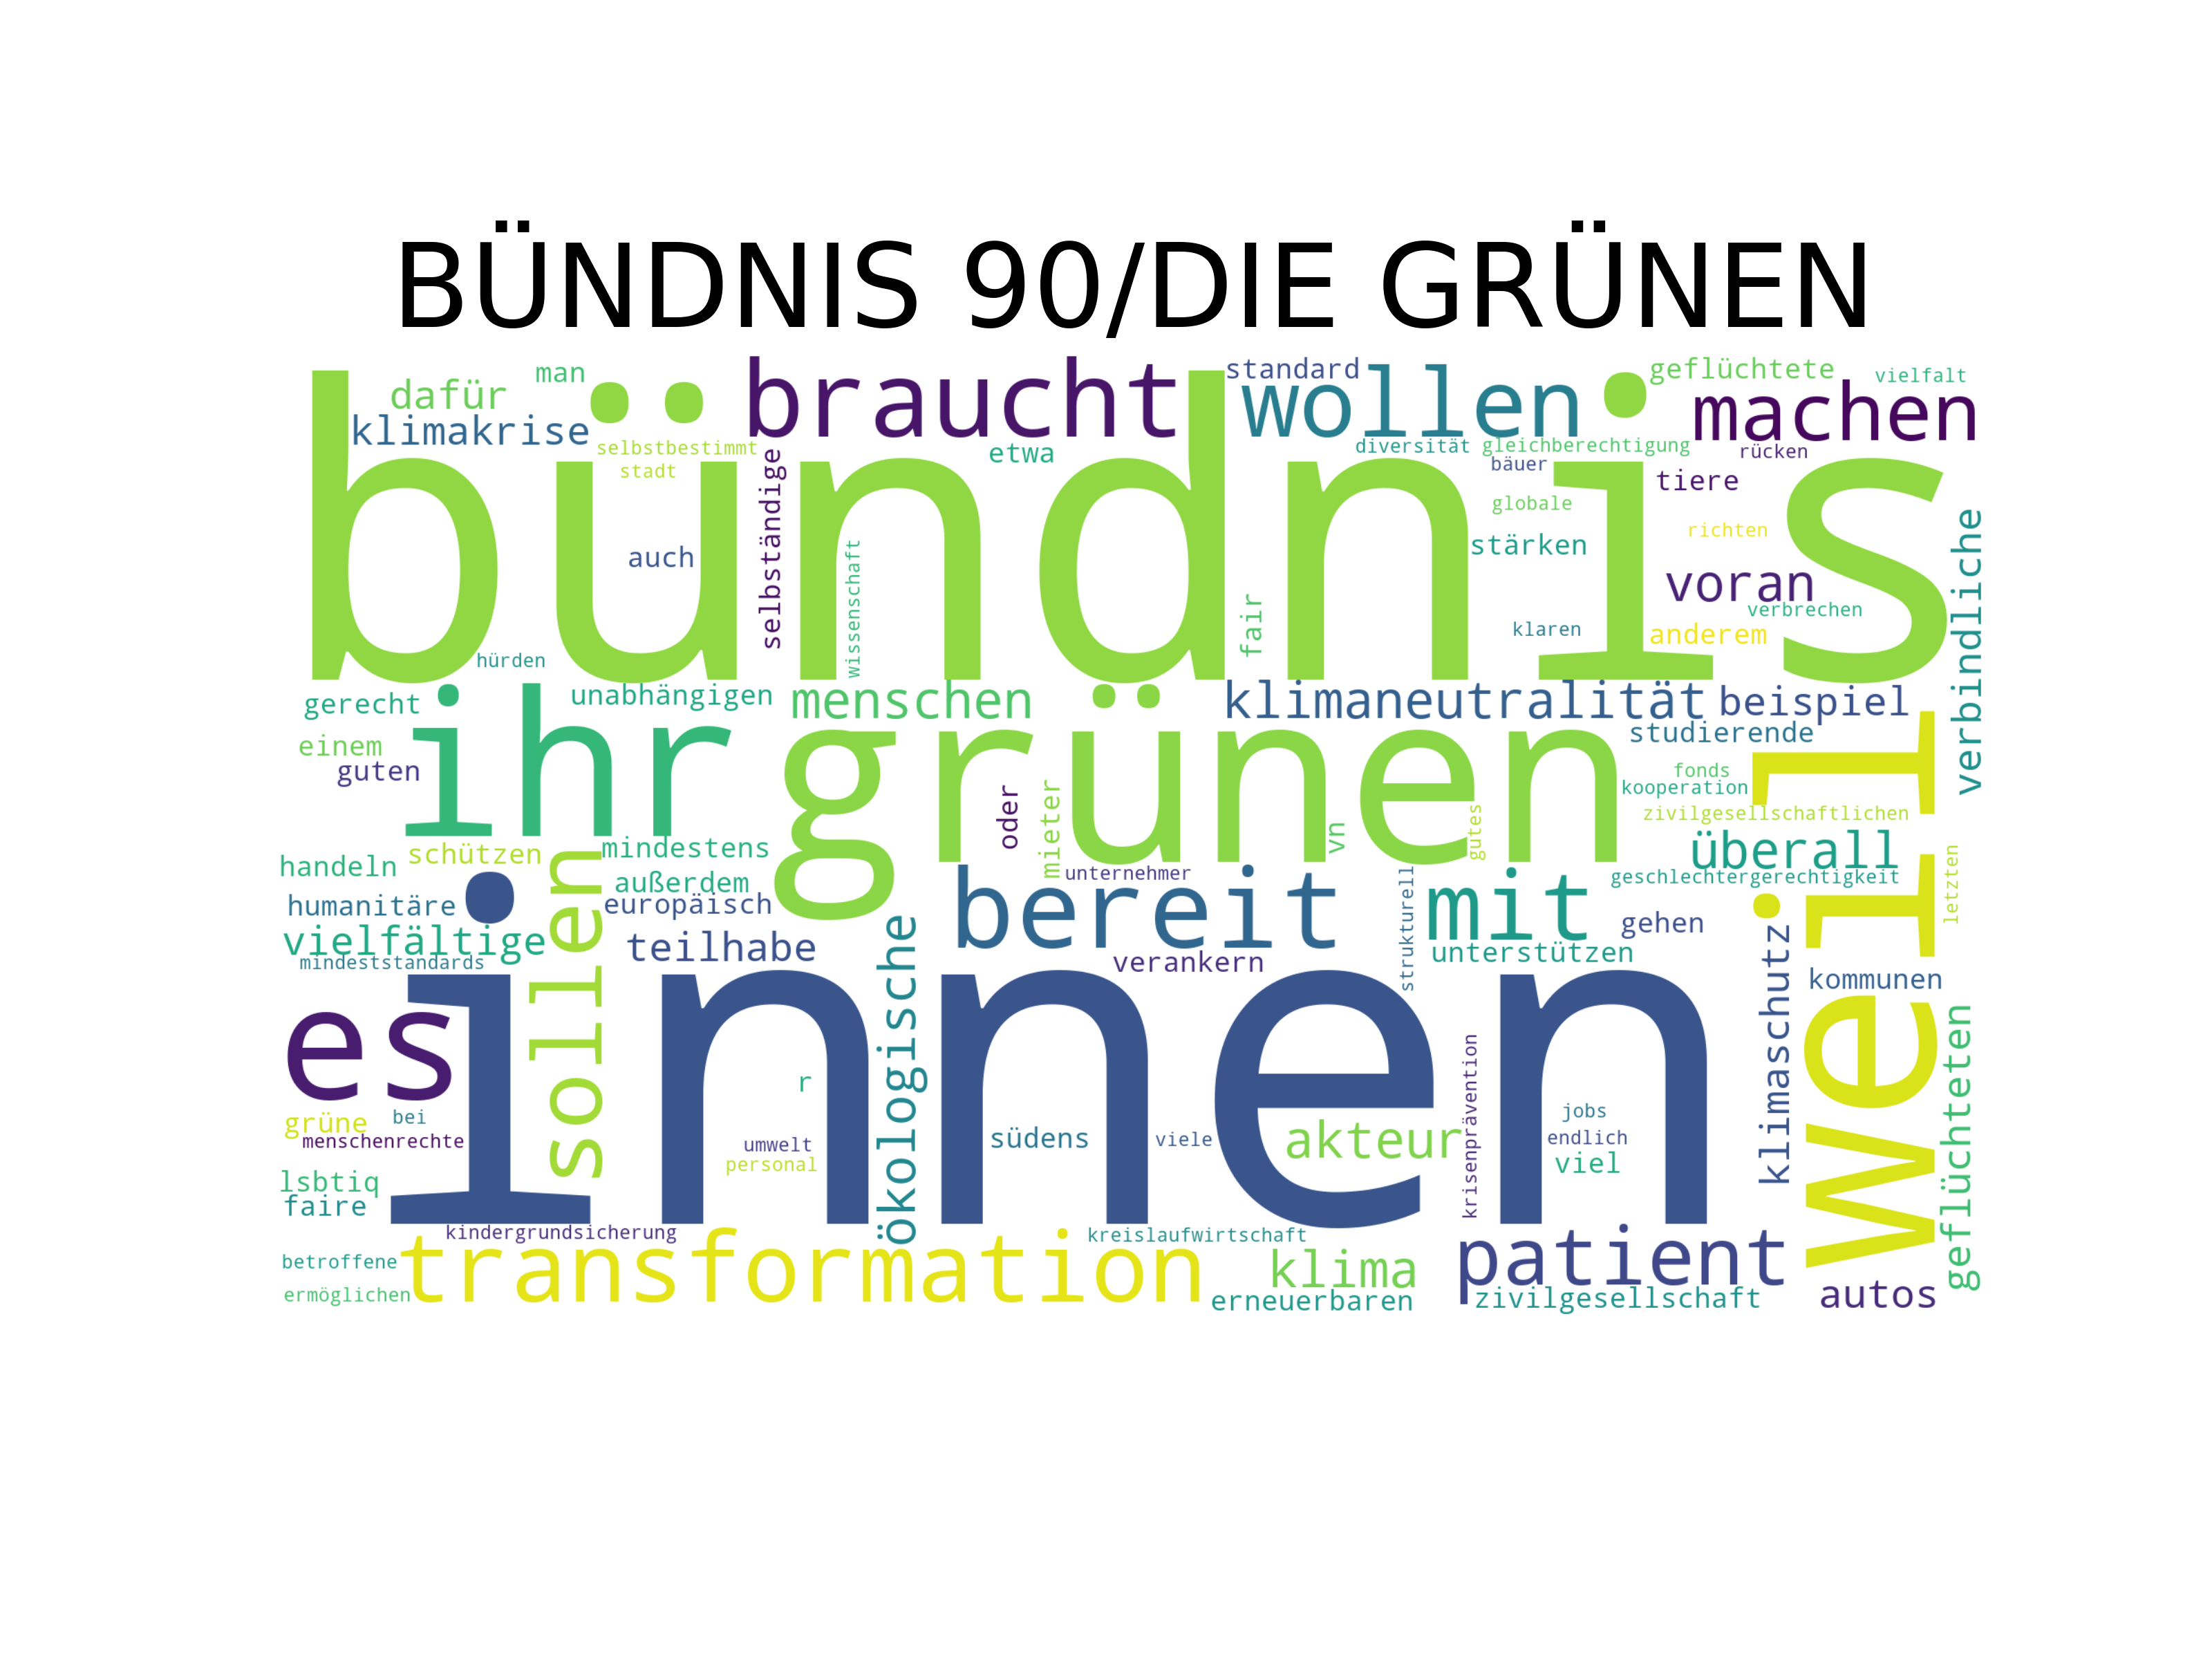 BÜNDNIS 90/DIE GRÜNEN
bündnis
man
dafür
klimakrise
braucht
standard
wollen
geflüchtete
vielfalt
machen
selbstbestimmt
stadt
etwa
diversität
gleichberechtigung
rücken
bäuer
tiere
selbständige
auch
wissenschaft
globale
richten
stärken
voran
verbrechen
fair
klaren
anderem
verbindliche
hürden
gerecht
unabhängigen
menschen
klimaneutralität
beispiel
ihr
grünen
einem
guten
studierende
fonds
kooperation
zivilgesellschaftlichen
oder
mieter
vn
gutes
weil
handeln
schützen
mindestens
überall
außerdem
unternehmer
geschlechtergerechtigkeit
letzten
humanitäre
europäisch
sollen
bereit
strukturell
mit
gehen
vielfältige
teilhabe
unterstützen
mindeststandards
verankern
kommunen
innen
es
ökologische
klimaschutz
geflüchteten
r
krisenprävention
grüne
bei
menschenrechte
umwelt
personal
südens
viele
akteur
jobs
endlich
viel
lsbtiq
faire
kindergrundsicherung
kreislaufwirtschaft
betroffene
transformation
klima
patient
ermöglichen
erneuerbaren
zivilgesellschaft
autos